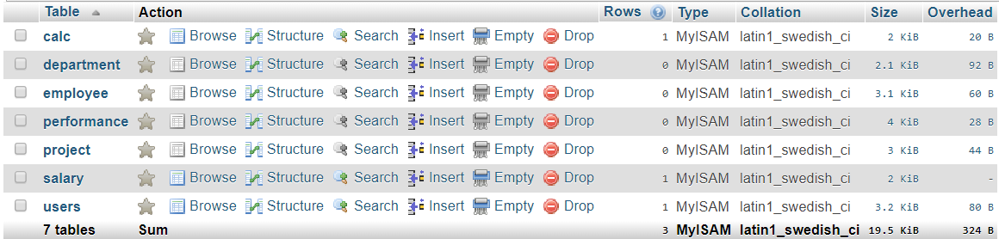 Table Action Rows Type Collation Size Overhead
calc Browse Structure Search Insert Empty Drop 1 MyISAM latin1_swedish_ci 2 KiB 20 B
department Browse Structure Search Insert Empty Drop 0 MyISAM latin1_swedish_ci 2.1 KiB 92 B
employee Browse Structure Search Insert Empty Drop 0 MyISAM latin1_swedish_ci 3.1 KiB 60 B
performance Browse Structure Search Insert Empty Drop 0 MyISAM latin1_swedish_ci 4 KiB 28 B
project Browse Structure Search Insert Empty Drop 0 MyISAM latin1_swedish_ci 3 KiB 44 B
salary Browse Structure Search Insert Empty Drop 1 MyISAM latin1_swedish_ci 2 KiB -
users Browse Structure Search Insert Empty Drop 1 MyISAM latin1_swedish_ci 3.2 KiB 80 B
7 tables Sum 3 MyISAM latin1_swedish_ci 19.5 KiB 324 B